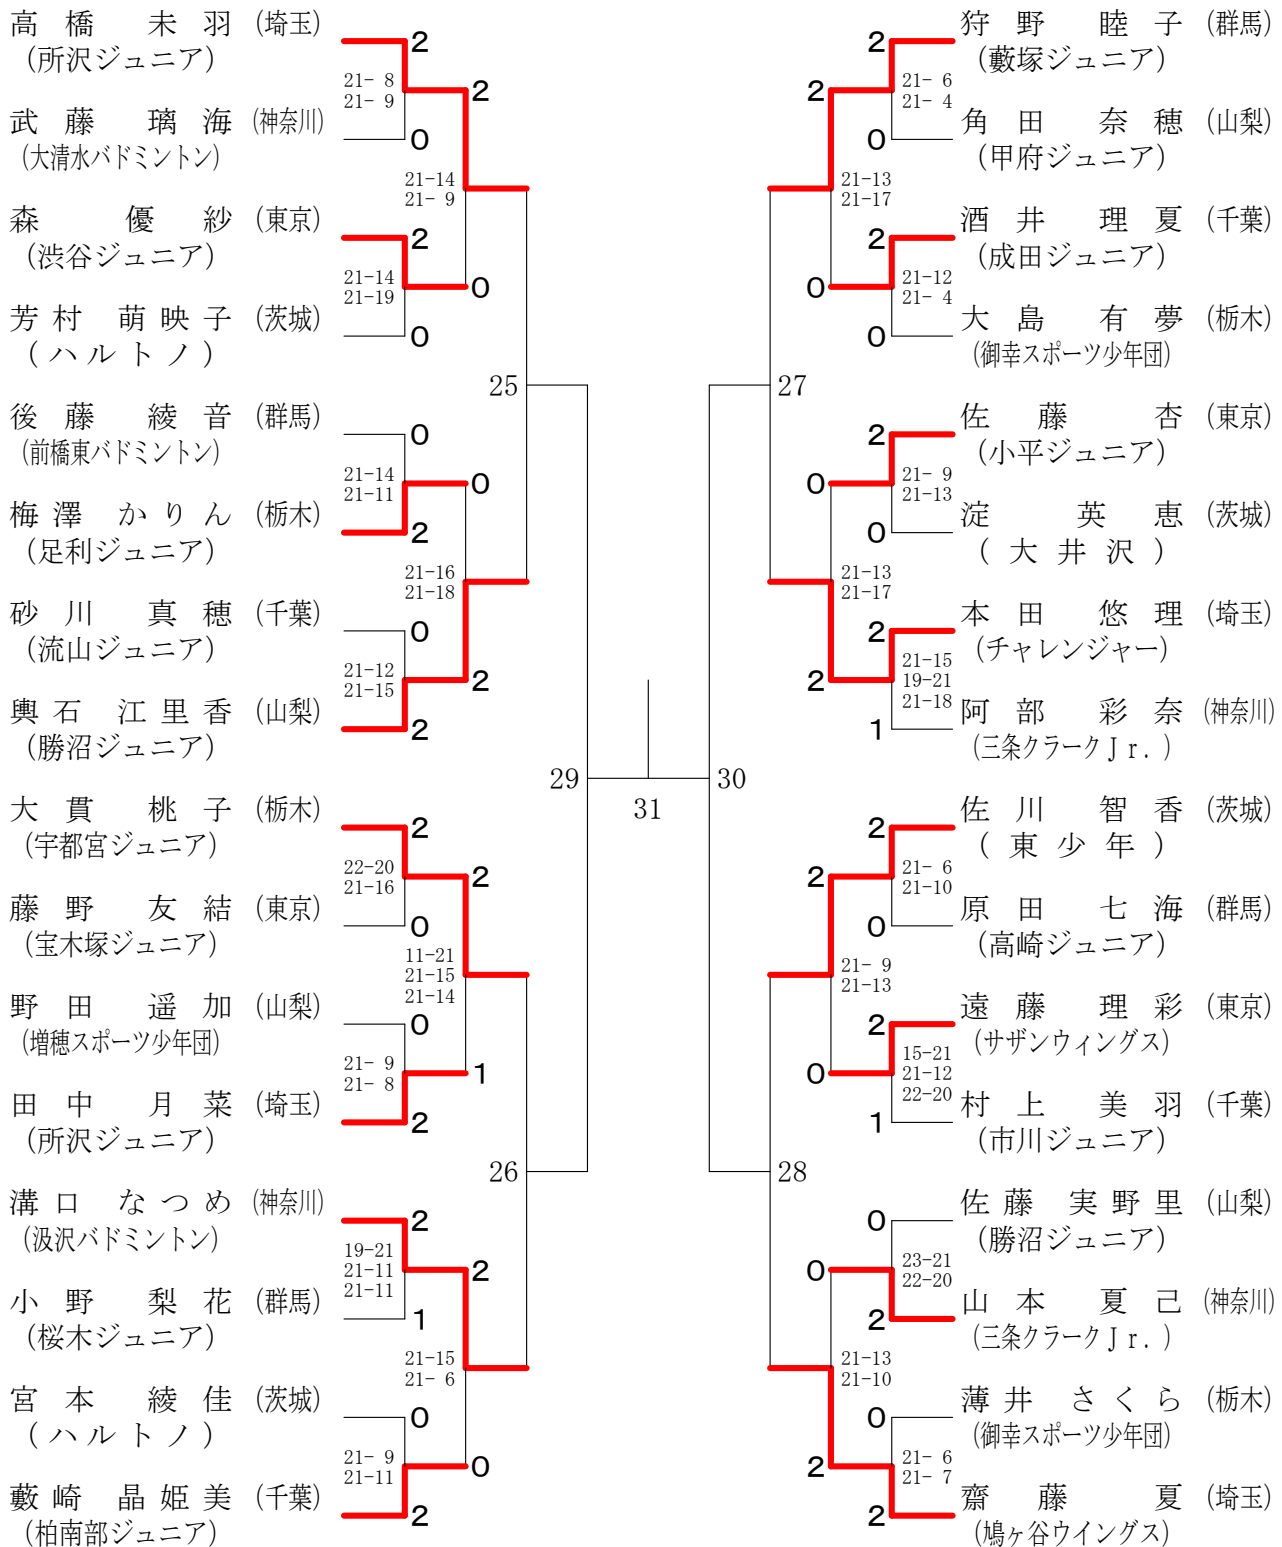 高橋 未羽 (埼玉)
(所沢ジュニア)
2
21- 8
21- 9
2
武藤 璃海 (神奈川)
(大清水バドミントン)
0
21-14
21- 9
森 優紗 (東京)
(渋谷ジュニア)
2
21-14
21-19
0
芳村 萌映子 (茨城)
(ハルトノ)
0
25
後藤 綾音 (群馬)
(前橋東バドミントン)
0
21-14
21-11
0
梅澤 かりん (栃木)
(足利ジュニア)
2
21-16
21-18
砂川 真穂 (千葉)
(流山ジュニア)
0
21-12
21-15
2
輿石 江里香 (山梨)
(勝沼ジュニア)
2
29
大貫 桃子 (栃木)
(宇都宮ジュニア)
2
22-20
21-16
2
藤野 友結 (東京)
(宝木塚ジュニア)
0
11-21
21-15
21-14
野田 遥加 (山梨)
(増穂スポーツ少年団)
0
21- 9
21- 8
1
田中 月菜 (埼玉)
(所沢ジュニア)
2
26
溝口 なつめ (神奈川)
(汲沢バドミントン)
2
19-21
21-11
21-11
2
小野 梨花 (群馬)
(桜木ジュニア)
1
21-15
21- 6
宮本 綾佳 (茨城)
(ハルトノ)
0
21- 9
21-11
0
藪崎 晶姫美 (千葉)
(柏南部ジュニア)
2
31
狩野 睦子 (群馬)
(藪塚ジュニア)
2
21- 6
21- 4
2
角田 奈穂 (山梨)
(甲府ジュニア)
0
21-13
21-17
酒井 理夏 (千葉)
(成田ジュニア)
2
21-12
21- 4
0
大島 有夢 (栃木)
(御幸スポーツ少年団)
0
27
佐藤 杏 (東京)
(小平ジュニア)
2
21- 9
21-13
0
淀 英恵 (茨城)
(大井沢)
0
21-13
21-17
本田 悠理 (埼玉)
(チャレンジャー)
2
21-15
19-21
21-18
2
阿部 彩奈 (神奈川)
(三条クラークJr.)
1
30
佐川 智香 (茨城)
(東少年)
2
21- 6
21-10
2
原田 七海 (群馬)
(高崎ジュニア)
0
21- 9
21-13
遠藤 理彩 (東京)
(サザンウィングス)
2
15-21
21-12
22-20
0
村上 美羽 (千葉)
(市川ジュニア)
1
28
佐藤 実野里 (山梨)
(勝沼ジュニア)
0
23-21
22-20
0
山本 夏己 (神奈川)
(三条クラークJr.)
2
21-13
21-10
薄井 さくら (栃木)
(御幸スポーツ少年団)
0
21- 6
21- 7
2
齋藤 夏 (埼玉)
(鳩ヶ谷ウイングス)
2